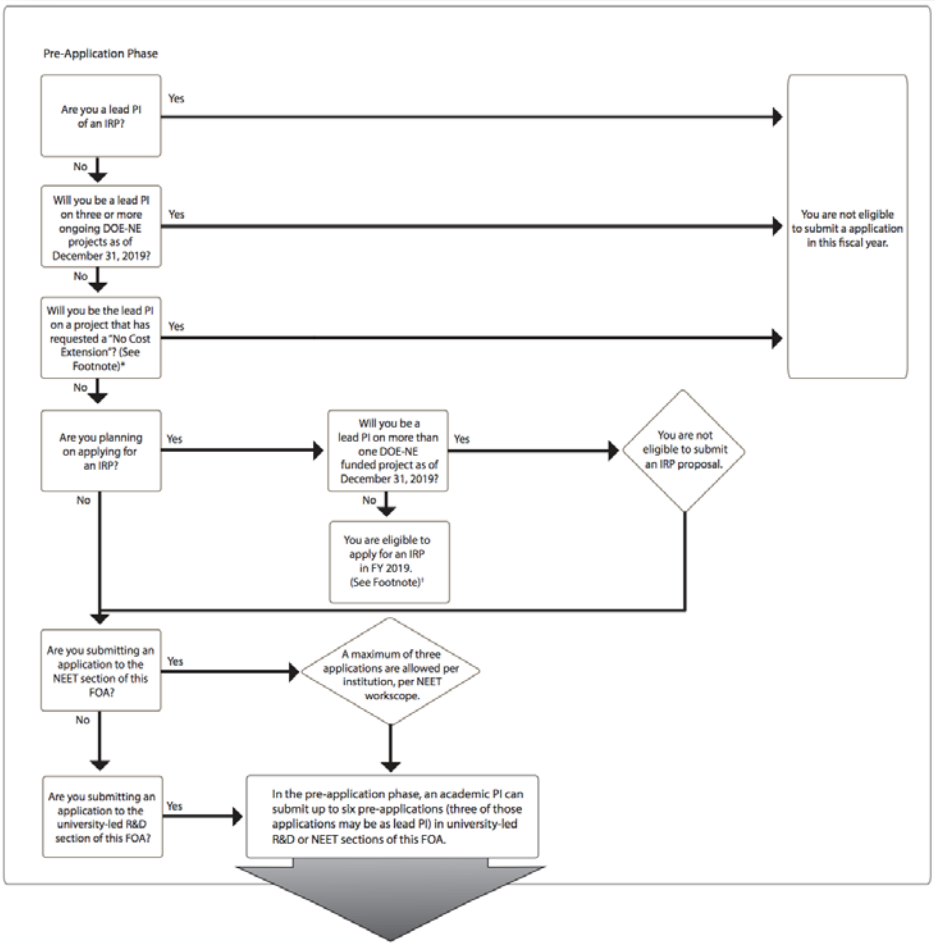 Pre-Application Phase
Are you a lead PI
of an IRP?
Yes
No
Will you be a lead PI
on three or more
ongoing DOE-NE
projects as of
December 31, 2019?
Yes
You are not eligible
to submit a application
in this fiscal year.
No
Will you be the lead PI
on a project that has
requested a "No Cost
Extension"? (See
Footnote)*
Yes
No
Are you planning
on applying for
an IRP?
Yes
Will you be a
lead PI on more than
one DOE-NE
funded project as of
December 31, 2019?
Yes
You are not
eligible to submit
an IRP proposal.
No
No
You are eligible to
apply for an IRP
in FY 2019.
(See Footnote)¹
Are you submitting an
application to the
NEET section of this
FOA?
Yes
A maximum of three
applications are allowed per
institution, per NEET
workscope.
No
Are you submitting an
application to the
university-led R&D
section of this FOA?
Yes
In the pre-application phase, an academic PI can
submit up to six pre-applications (three of those
applications may be as lead PI) in university-led
R&D or NEET sections of this FOA.